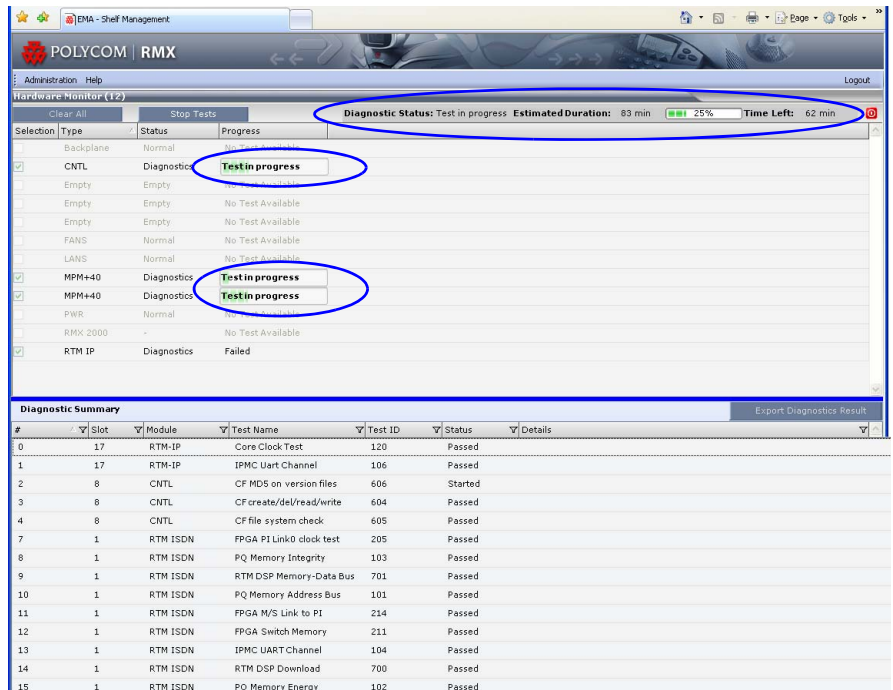 EMA - Shelf Management
Page
Tools
»
POLYCOM | RMX
Administration Help
Logout
Hardware Monitor (12)
Clear All Stop Tests Diagnostic Status: Test in progress Estimated Duration: 83 min 25% Time Left: 62 min
Selection Type Status Progress
Backplane Normal No Test Available
CNTL Diagnostics Test in progress
Empty Empty No Test Available
Empty Empty No Test Available
Empty Empty No Test Available
FANS Normal No Test Available
LANS Normal No Test Available
MPM+40 Diagnostics Test in progress
MPM+40 Diagnostics Test in progress
PWR Normal No Test Available
RMX 2000 - No Test Available
RTM IP Diagnostics Failed
Diagnostic Summary Export Diagnostics Result
# Slot Module Test Name Test ID Status Details
0 17 RTM-IP Core Clock Test 120 Passed
1 17 RTM-IP IPMC Uart Channel 106 Passed
2 8 CNTL CF MD5 on version files 606 Started
3 8 CNTL CF create/del/read/write 604 Passed
4 8 CNTL CF file system check 605 Passed
7 1 RTM ISDN FPGA PI Link0 clock test 205 Passed
8 1 RTM ISDN PQ Memory Integrity 103 Passed
9 1 RTM ISDN RTM DSP Memory-Data Bus 701 Passed
10 1 RTM ISDN PQ Memory Address Bus 101 Passed
11 1 RTM ISDN FPGA M/S Link to PI 214 Passed
12 1 RTM ISDN FPGA Switch Memory 211 Passed
13 1 RTM ISDN IPMC UART Channel 104 Passed
14 1 RTM ISDN RTM DSP Download 700 Passed
15 1 RTM ISDN PQ Memory Energy 102 Passed